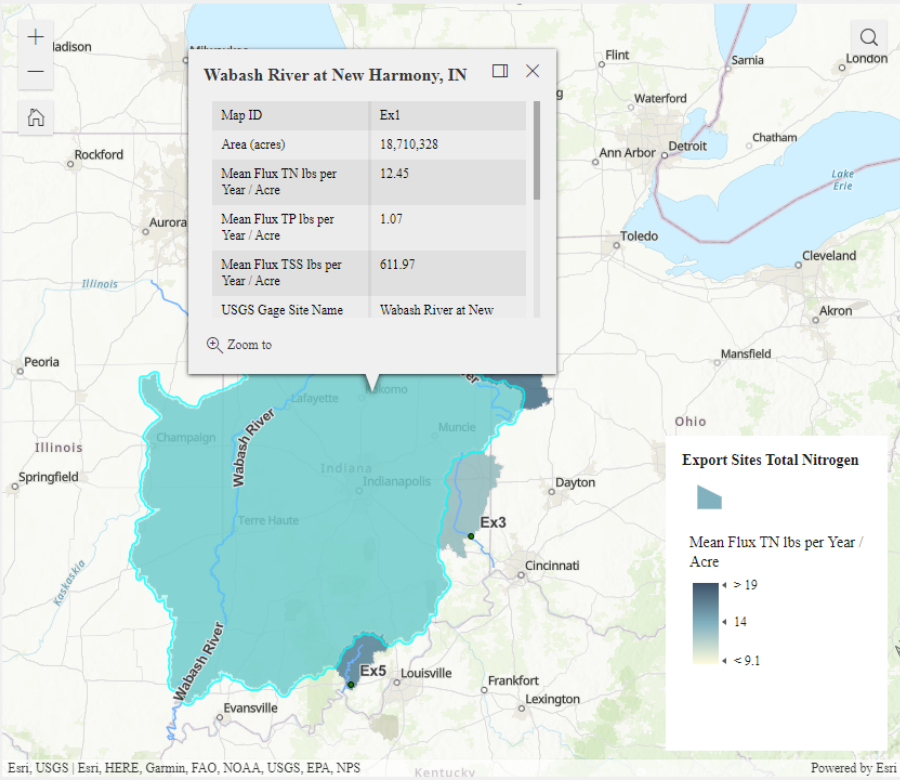 +
−
Milwaukee
Flint
Sarnia
London
Waterford
Rockford
Ann Arbor
Detroit
Chatham
Aurora
Lake
Erie
Toledo
Cleveland
Akron
Illinois
Peoria
Mansfield
Wabash River at New Harmony, IN
Map ID Ex1
Area (acres) 18,710,328
Mean Flux TN lbs per 12.45
Year / Acre
Mean Flux TP lbs per 1.07
Year / Acre
Mean Flux TSS lbs per 611.97
Year / Acre
USGS Gage Site Name Wabash River at New
Zoom to
Lafayette
Champaign
Wabash River
Muncie
Ohio
Illinois
Springfield
Indiana
Indianapolis
Dayton
Terre Haute
Ex3
Cincinnati
Kaskaskia
Wabash River
Ex5
Louisville
Frankfort
Lexington
Evansville
Kentucky
Export Sites Total Nitrogen
Mean Flux TN lbs per Year /
Acre
> 19
14
< 9.1
Esri, USGS | Esri, HERE, Garmin, FAO, NOAA, USGS, EPA, NPS
Powered by Esri